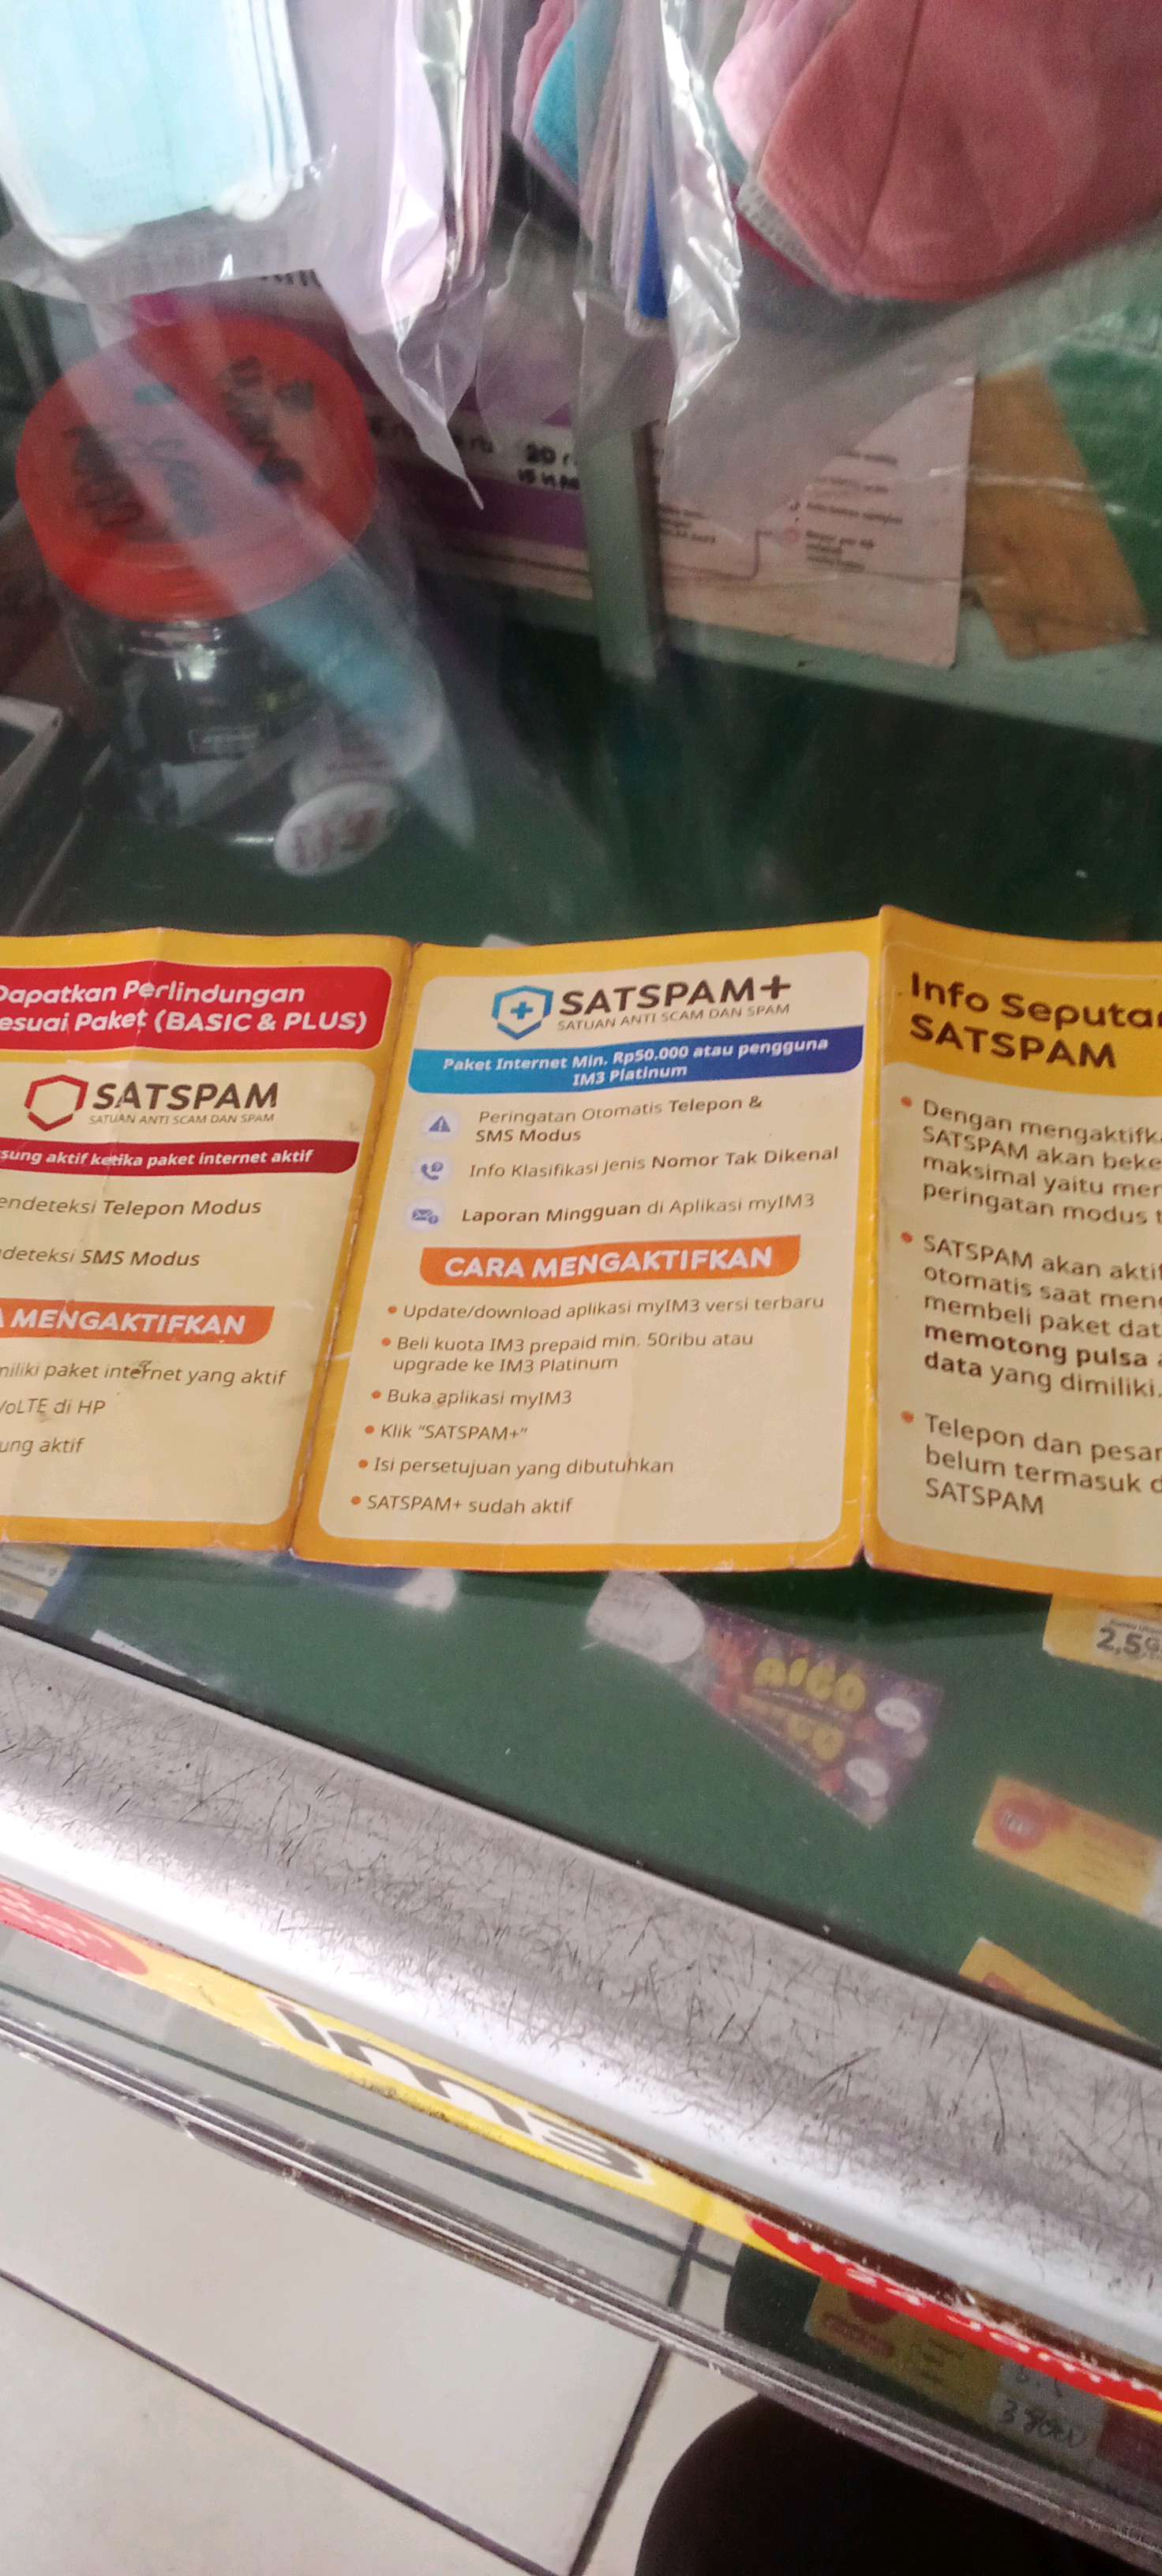 Dapatkan Perlindungan
esuai Paket (BASIC & PLUS)
SATSPAM
SATUAN ANTI SCAM DAN SPAM
sung aktif ketika paket internet aktif
endeteksi Telepon Modus
deteksi SMS Modus
MENGAKTIFKAN
miliki paket internet yang aktif
VoLTE di HP
ung aktif
SATSPAM+
SATUAN ANTI SCAM DAN SPAM
Paket Internet Min. Rp50.000 atau pengguna
IM3 Platinum
Peringatan Otomatis Telepon &
SMS Modus
Info Klasifikasi Jenis Nomor Tak Dikenal
Laporan Mingguan di Aplikasi myIM3
CARA MENGAKTIFKAN
• Update/download aplikasi myIM3 versi terbaru
• Beli kuota IM3 prepaid min. 50ribu atau
upgrade ke IM3 Platinum
• Buka aplikasi myIM3
• Klik "SATSPAM+"
• Isi persetujuan yang dibutuhkan
• SATSPAM+ sudah aktif
Info Seputa
SATSPAM
• Dengan mengaktifk
SATSPAM akan beke
maksimal yaitu mer
peringatan modus t
• SATSPAM akan aktif
otomatis saat men
membeli paket dat
memotong pulsa
data yang dimiliki.
• Telepon dan pesan
belum termasuk d
SATSPAM
2,5G
im3